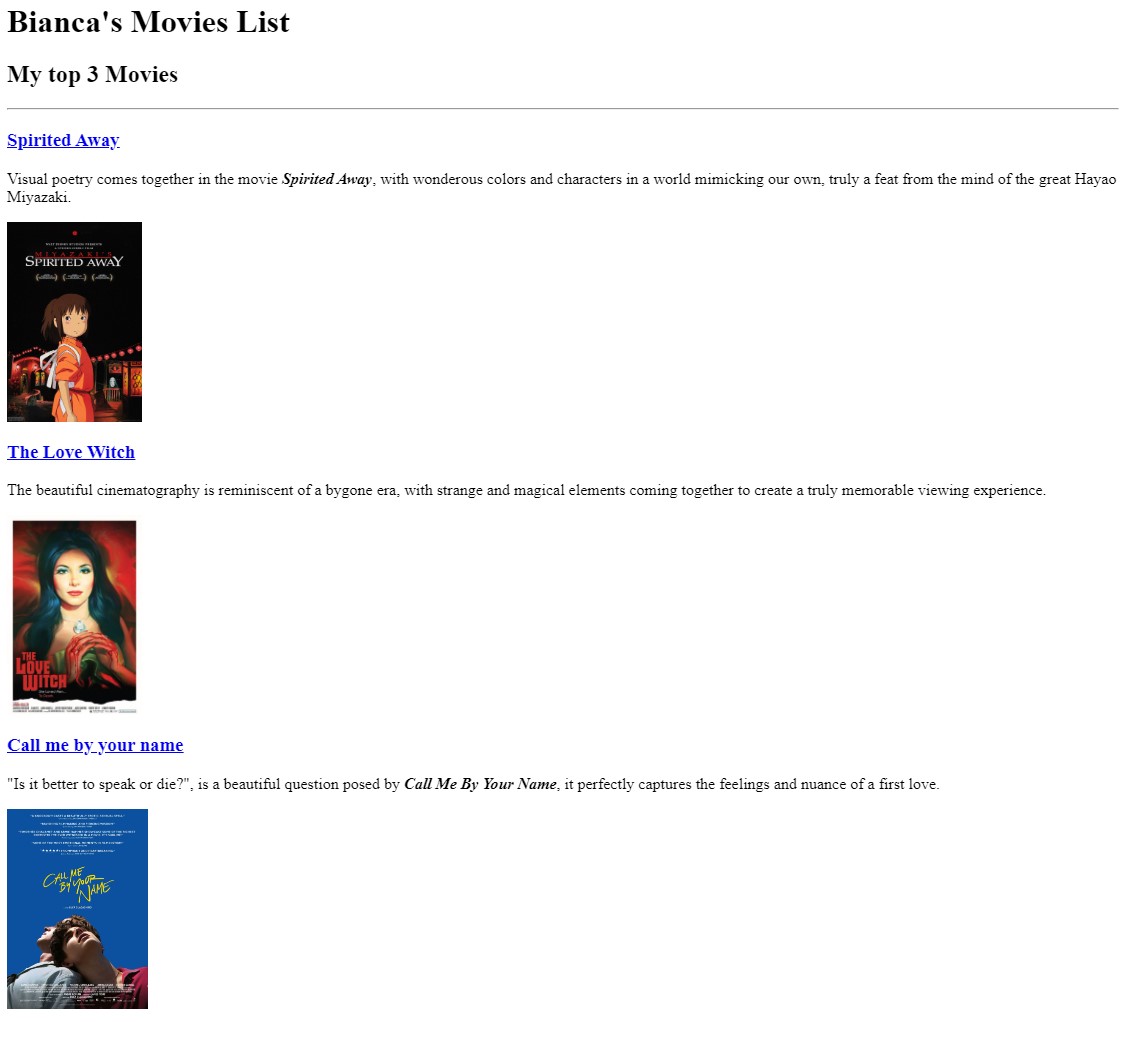 Bianca's Movies List
My top 3 Movies
Spirited Away
Visual poetry comes together in the movie Spirited Away, with wonderous colors and characters in a world mimicking our own, truly a feat from the mind of the great Hayao
Miyazaki.
MIYAZAKI'S
SPIRITED AWAY
The Love Witch
The beautiful cinematography is reminiscent of a bygone era, with strange and magical elements coming together to create a truly memorable viewing experience.
THE
LOVE
WITCH
Call me by your name
"Is it better to speak or die?", is a beautiful question posed by Call Me By Your Name, it perfectly captures the feelings and nuance of a first love.
CALL ME
BY YOUR
NAME